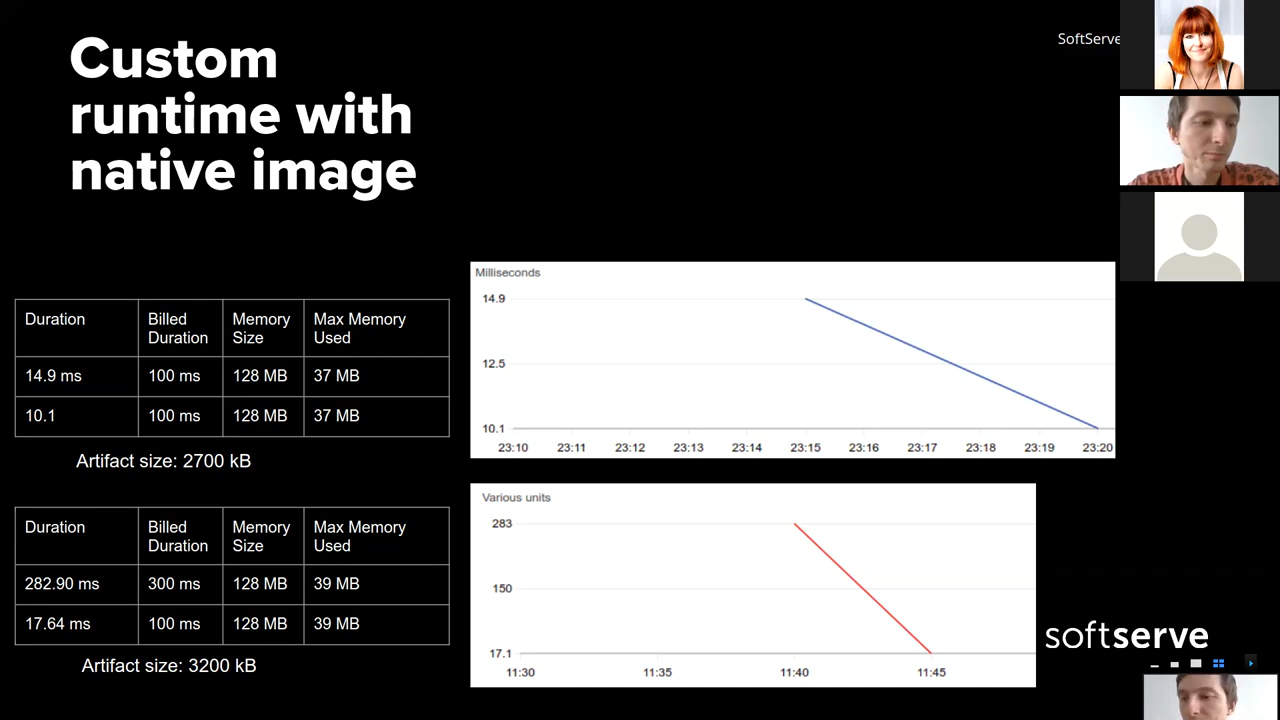 Custom
runtime with
native image
SoftServe
Duration Billed Duration Memory Size Max Memory Used
14.9 ms 100 ms 128 MB 37 MB
10.1 100 ms 128 MB 37 MB
Artifact size: 2700 kB
Milliseconds
14.9
12.5
10.1
23:10 23:11 23:12 23:13 23:14 23:15 23:16 23:17 23:18 23:19 23:20
Duration Billed Duration Memory Size Max Memory Used
282.90 ms 300 ms 128 MB 39 MB
17.64 ms 100 ms 128 MB 39 MB
Artifact size: 3200 kB
Various units
283
150
17.1
11:30 11:35 11:40 11:45
softserve